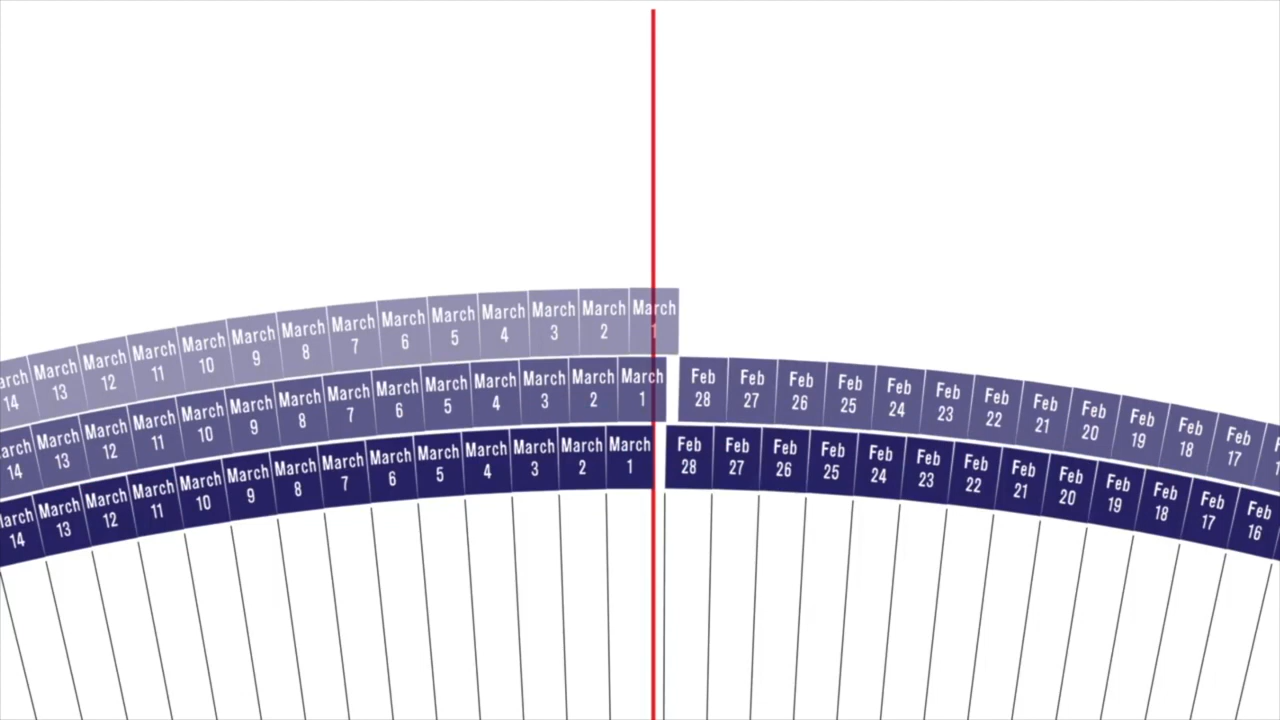 arch March March March March March March March March March March March March March
14 13 12 11 10 9 8 7 6 5 4 3 2 1
arch March March March March March March March March March March March March March Feb Feb Feb Feb Feb Feb Feb Feb Feb Feb Feb Feb
14 13 12 11 10 9 8 7 6 5 4 3 2 1 28 27 26 25 24 23 22 21 20 19 18 17
arch March March March March March March March March March March March March March Feb Feb Feb Feb Feb Feb Feb Feb Feb Feb Feb Feb Feb
14 13 12 11 10 9 8 7 6 5 4 3 2 1 28 27 26 25 24 23 22 21 20 19 18 17 16